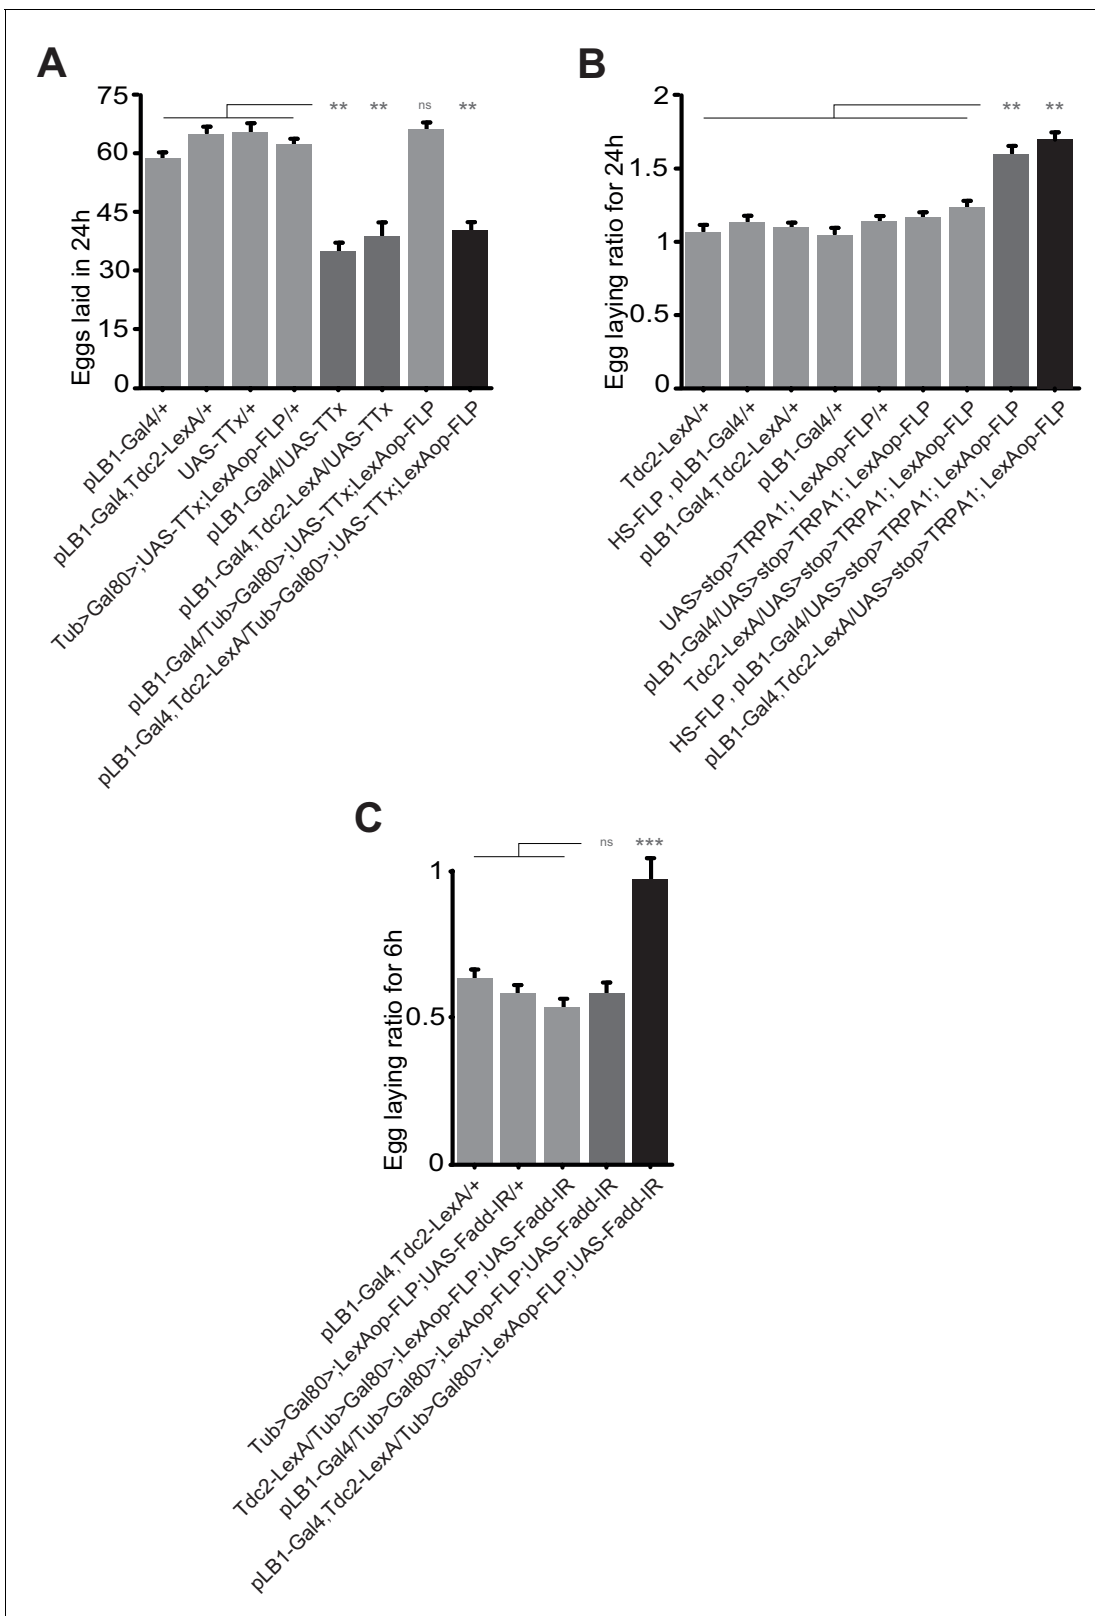 A
Eggs laid in 24h
75
60
45
30
15
0
** ** ns **
pLB1-Gal4/+
pLB1-Gal4,Tdc2-LexA/+
UAS-TTx/+
Tub>Gal80>;UAS-TTx;LexAop-FLP/+
pLB1-Gal4/UAS-TTx
pLB1-Gal4,Tdc2-LexA/UAS-TTx
pLB1-Gal4/Tub>Gal80>;UAS-TTx;LexAop-FLP
pLB1-Gal4,Tdc2-LexA/Tub>Gal80>;UAS-TTx;LexAop-FLP
B
Egg laying ratio for 24h
2
1.5
1
0.5
0
** **
Tdc2-LexA/+
HS-FLP, pLB1-Gal4/+
pLB1-Gal4,Tdc2-LexA/+
pLB1-Gal4/+
UAS>stop>TRPA1; LexAop-FLP/+
pLB1-Gal4/UAS>stop>TRPA1; LexAop-FLP
Tdc2-LexA/UAS>stop>TRPA1; LexAop-FLP
HS-FLP, pLB1-Gal4/UAS>stop>TRPA1; LexAop-FLP
pLB1-Gal4,Tdc2-LexA/UAS>stop>TRPA1; LexAop-FLP
C
Egg laying ratio for 6h
1
0.5
0
ns ***
pLB1-Gal4,Tdc2-LexA/+
Tub>Gal80>;LexAop-FLP;UAS-Fadd-IR/+
Tdc2-LexA/Tub>Gal80>;LexAop-FLP;UAS-Fadd-IR
pLB1-Gal4/Tub>Gal80>;LexAop-FLP;UAS-Fadd-IR
pLB1-Gal4,Tdc2-LexA/Tub>Gal80>;LexAop-FLP;UAS-Fadd-IR